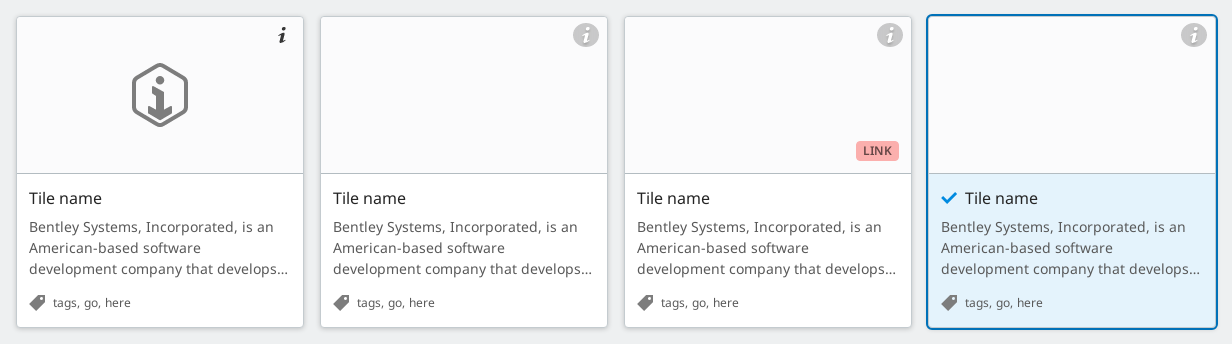 Tile name
Bentley Systems, Incorporated, is an
American-based software
development company that develops...
tags, go, here
Tile name
Bentley Systems, Incorporated, is an
American-based software
development company that develops...
tags, go, here
LINK
Tile name
Bentley Systems, Incorporated, is an
American-based software
development company that develops...
tags, go, here
Tile name
Bentley Systems, Incorporated, is an
American-based software
development company that develops...
tags, go, here